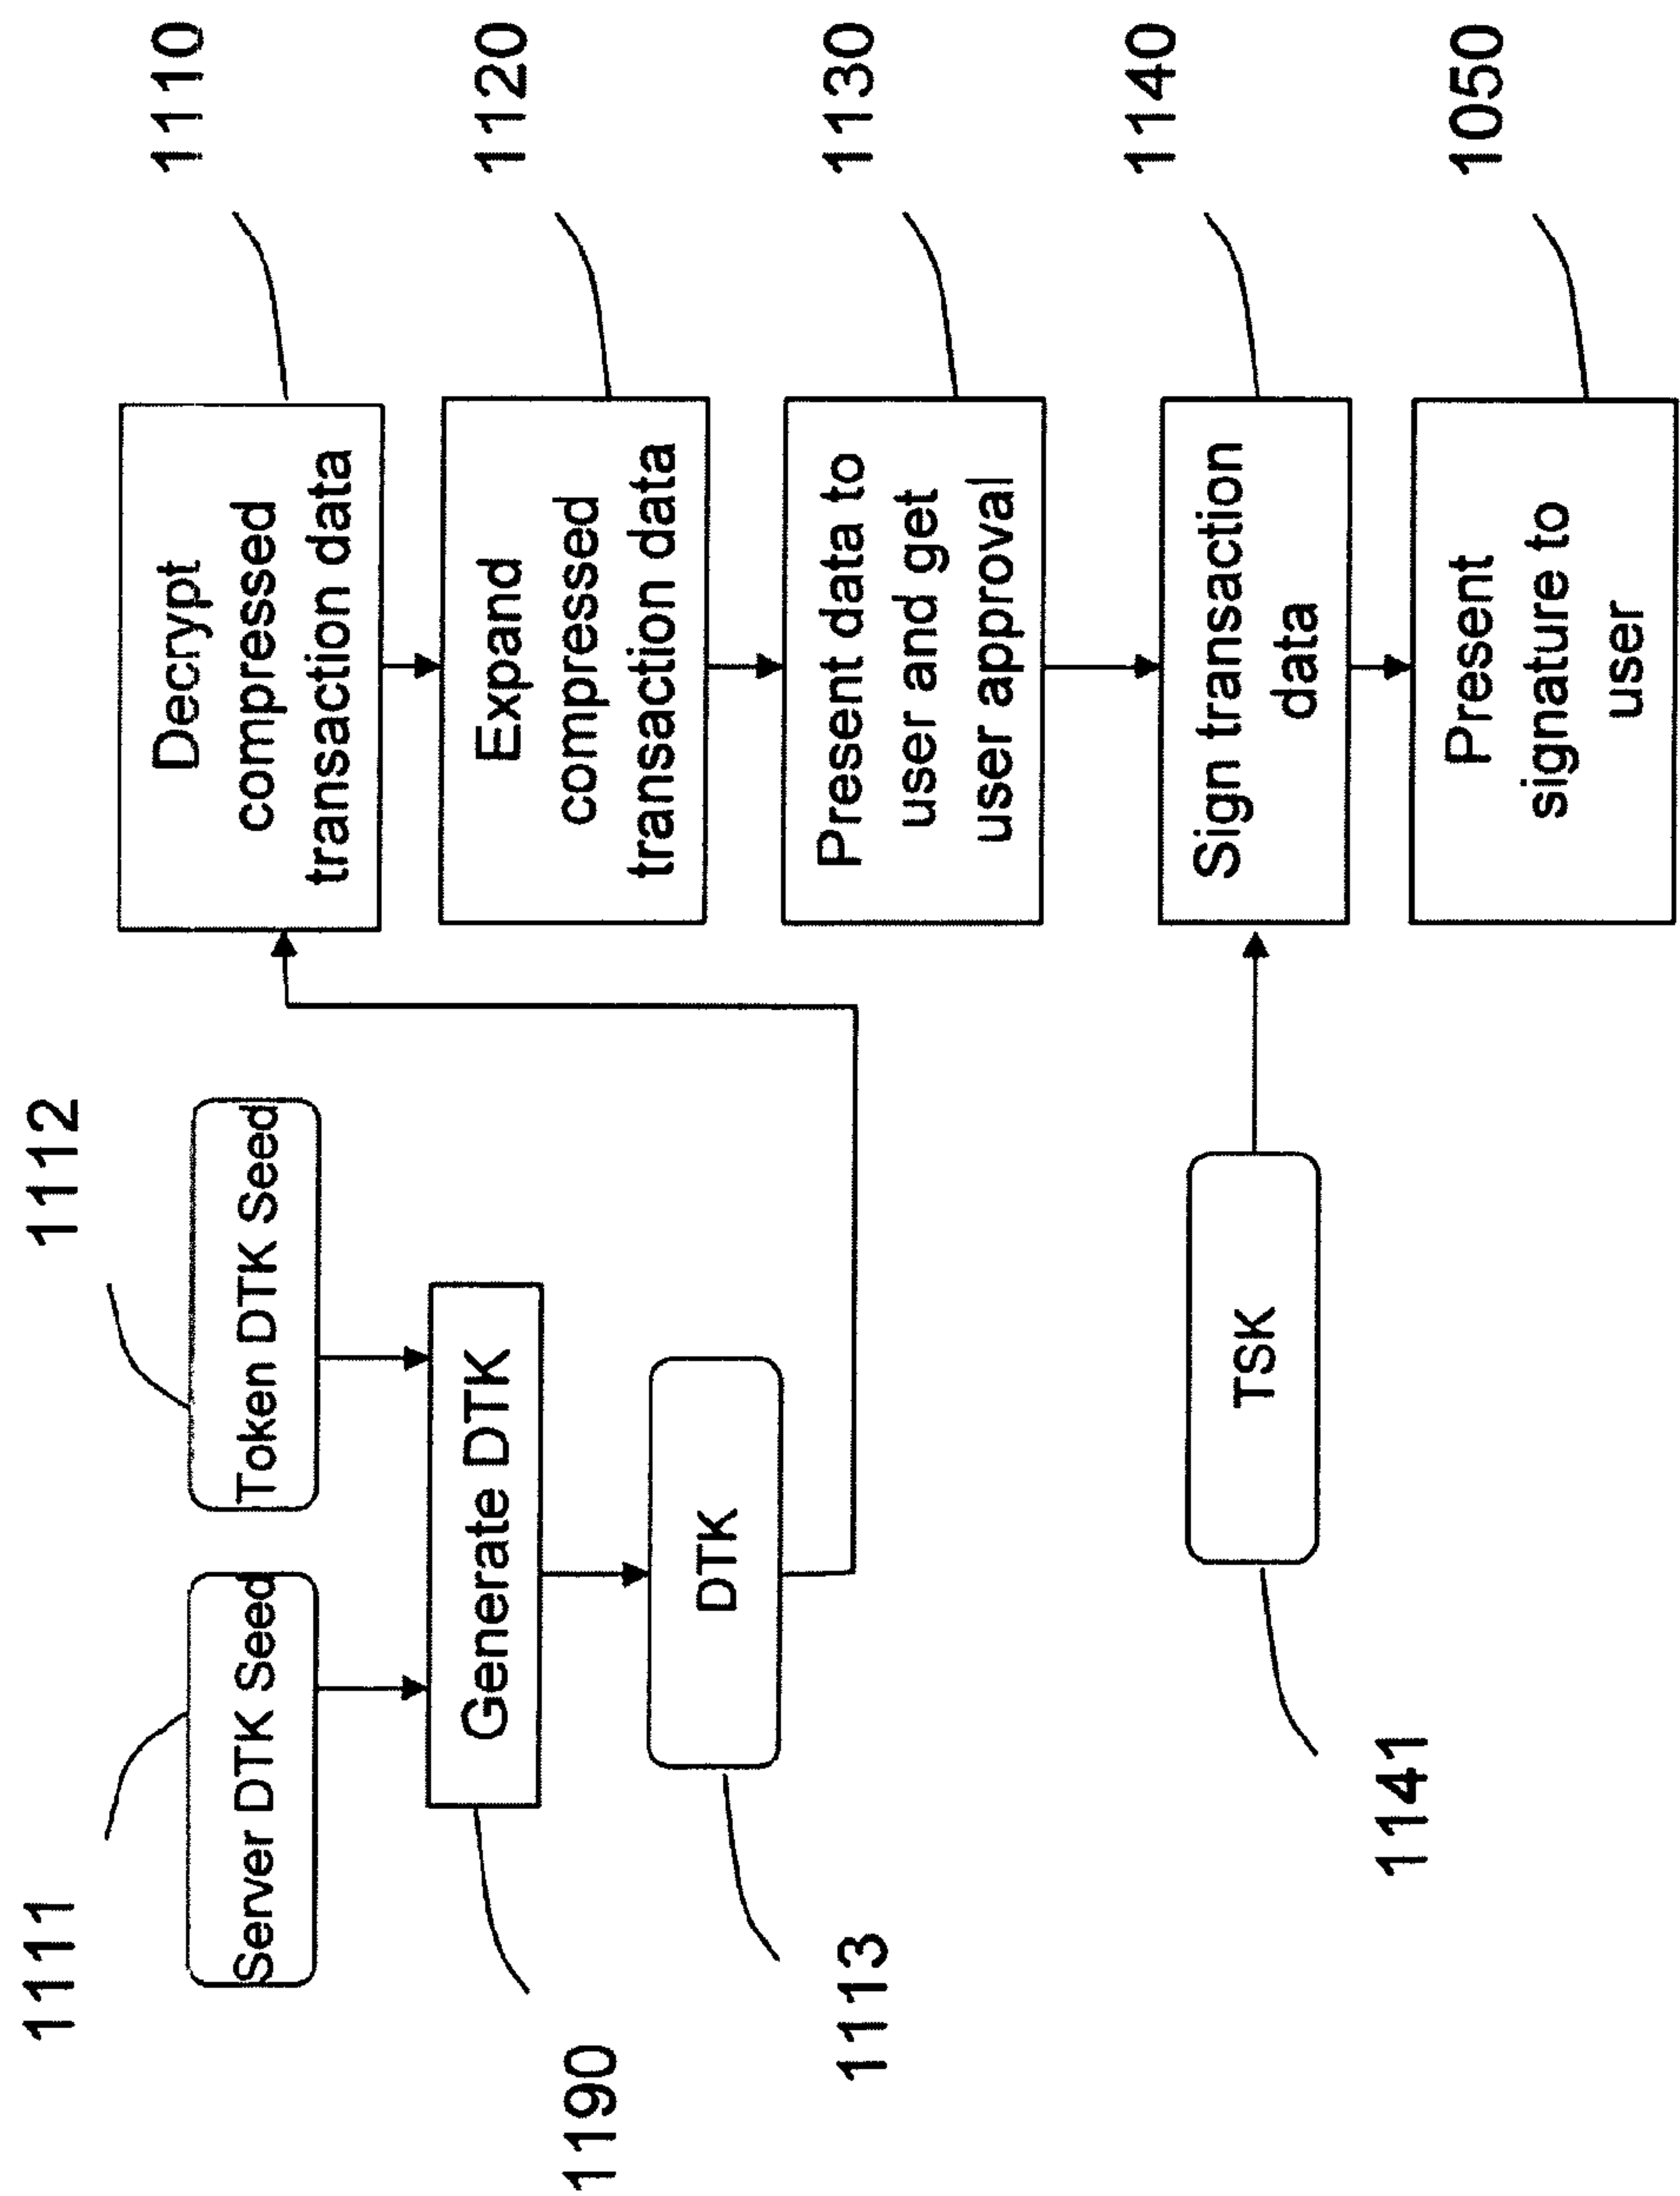 1111
1112
Server DTK Seed
Token DTK Seed
1190
Generate DTK
1113
DTK
1141
TSK
Decrypt
compressed
transaction data
1110
Expand
compressed
transaction data
1120
Present data to
user and get
user approval
1130
Sign transaction
data
1140
Present
signature to
user
1050